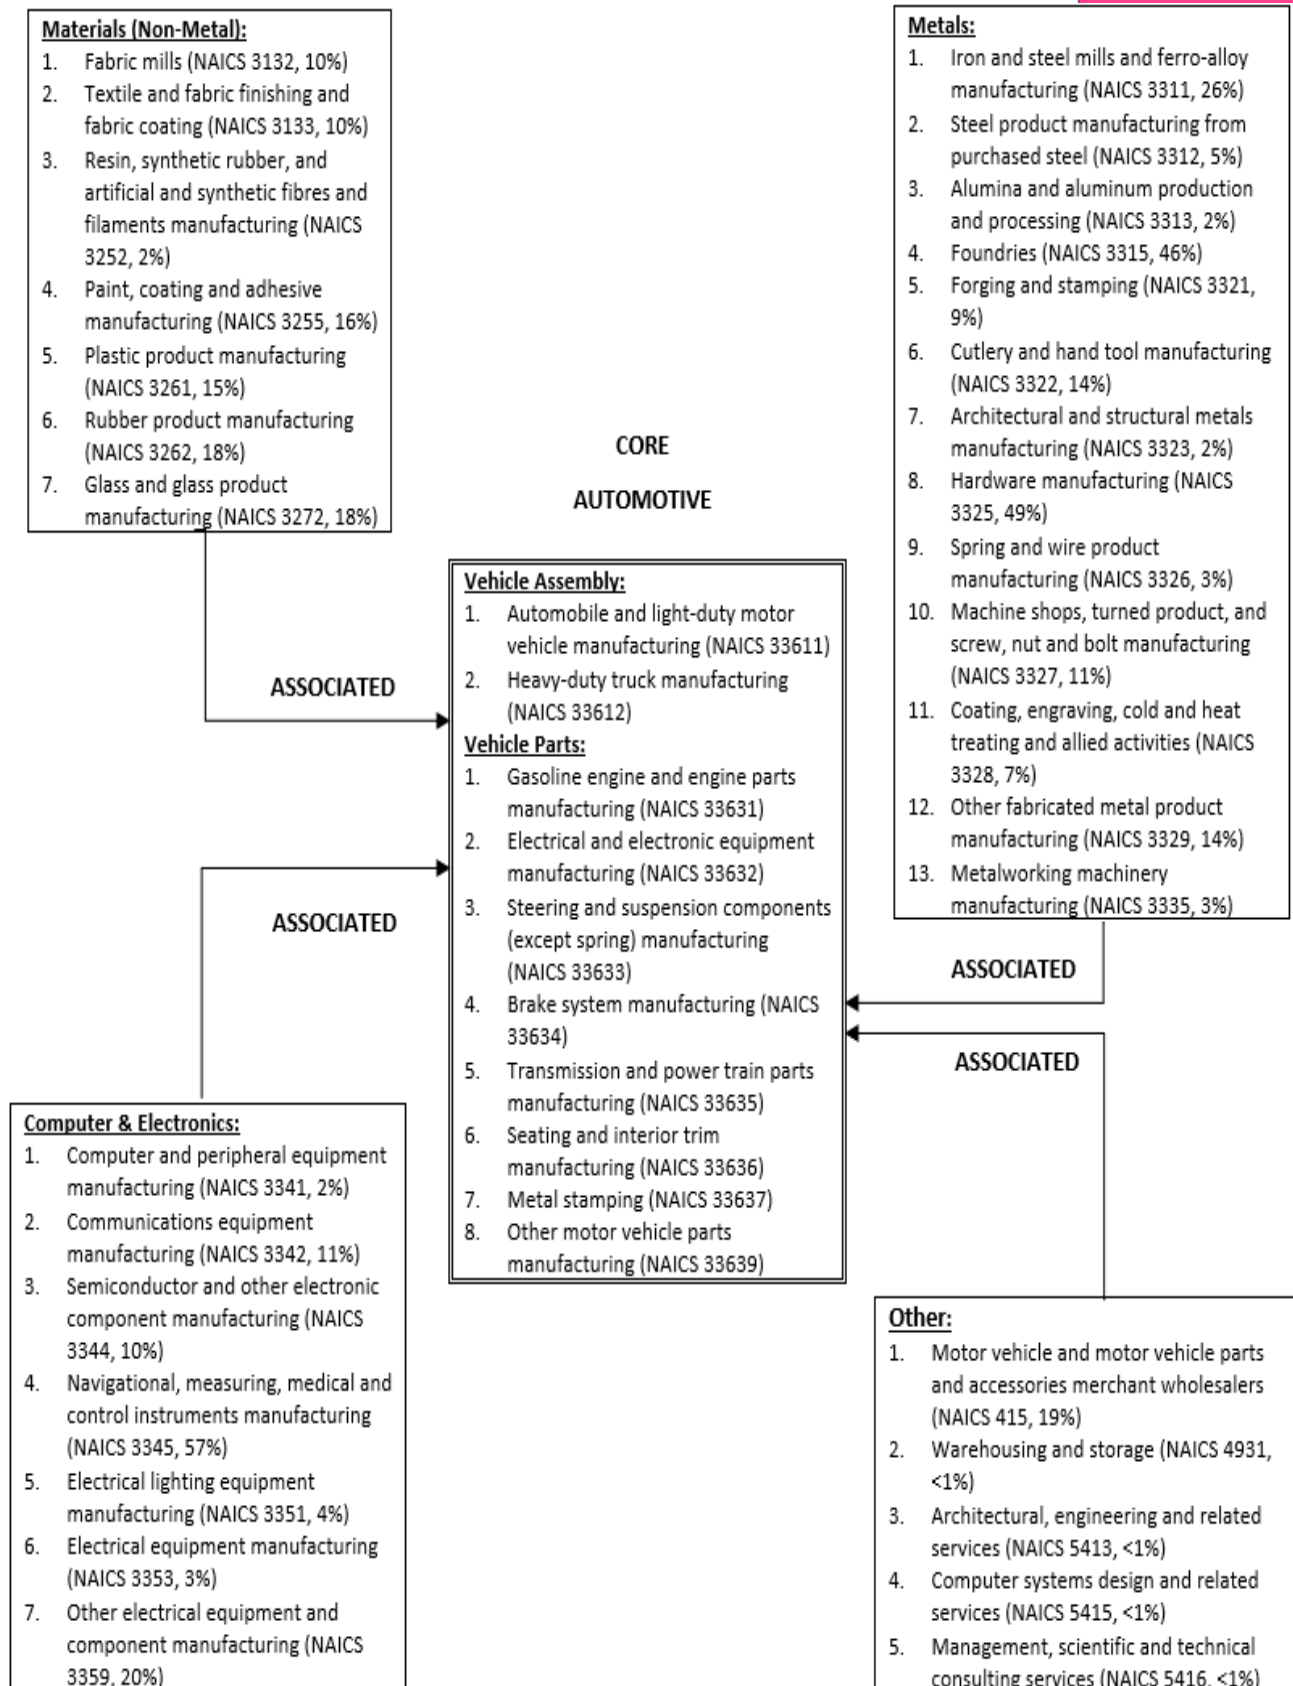 Materials (Non-Metal):
1. Fabric mills (NAICS 3132, 10%)
2. Textile and fabric finishing and
fabric coating (NAICS 3133, 10%)
3. Resin, synthetic rubber, and
artificial and synthetic fibres and
filaments manufacturing (NAICS
3252, 2%)
4. Paint, coating and adhesive
manufacturing (NAICS 3255, 16%)
5. Plastic product manufacturing
(NAICS 3261, 15%)
6. Rubber product manufacturing
(NAICS 3262, 18%)
7. Glass and glass product
manufacturing (NAICS 3272, 18%)
Metals:
1. Iron and steel mills and ferro-alloy
manufacturing (NAICS 3311, 26%)
2. Steel product manufacturing from
purchased steel (NAICS 3312, 5%)
3. Alumina and aluminum production
and processing (NAICS 3313, 2%)
4. Foundries (NAICS 3315, 46%)
5. Forging and stamping (NAICS 3321,
9%)
6. Cutlery and hand tool manufacturing
(NAICS 3322, 14%)
7. Architectural and structural metals
manufacturing (NAICS 3323, 2%)
8. Hardware manufacturing (NAICS
3325, 49%)
9. Spring and wire product
manufacturing (NAICS 3326, 3%)
10. Machine shops, turned product, and
screw, nut and bolt manufacturing
(NAICS 3327, 11%)
11. Coating, engraving, cold and heat
treating and allied activities (NAICS
3328, 7%)
12. Other fabricated metal product
manufacturing (NAICS 3329, 14%)
13. Metalworking machinery
manufacturing (NAICS 3335, 3%)
CORE
AUTOMOTIVE
Vehicle Assembly:
1. Automobile and light-duty motor
vehicle manufacturing (NAICS 33611)
2. Heavy-duty truck manufacturing
(NAICS 33612)
Vehicle Parts:
1. Gasoline engine and engine parts
manufacturing (NAICS 33631)
2. Electrical and electronic equipment
manufacturing (NAICS 33632)
3. Steering and suspension components
(except spring) manufacturing
(NAICS 33633)
4. Brake system manufacturing (NAICS
33634)
5. Transmission and power train parts
manufacturing (NAICS 33635)
6. Seating and interior trim
manufacturing (NAICS 33636)
7. Metal stamping (NAICS 33637)
8. Other motor vehicle parts
manufacturing (NAICS 33639)
ASSOCIATED
ASSOCIATED
ASSOCIATED
ASSOCIATED
Computer & Electronics:
1. Computer and peripheral equipment
manufacturing (NAICS 3341, 2%)
2. Communications equipment
manufacturing (NAICS 3342, 11%)
3. Semiconductor and other electronic
component manufacturing (NAICS
3344, 10%)
4. Navigational, measuring, medical and
control instruments manufacturing
(NAICS 3345, 57%)
5. Electrical lighting equipment
manufacturing (NAICS 3351, 4%)
6. Electrical equipment manufacturing
(NAICS 3353, 3%)
7. Other electrical equipment and
component manufacturing (NAICS
3359, 20%)
Other:
1. Motor vehicle and motor vehicle parts
and accessories merchant wholesalers
(NAICS 415, 19%)
2. Warehousing and storage (NAICS 4931,
<1%)
3. Architectural, engineering and related
services (NAICS 5413, <1%)
4. Computer systems design and related
services (NAICS 5415, <1%)
5. Management, scientific and technical
consulting services (NAICS 5416, <1%)